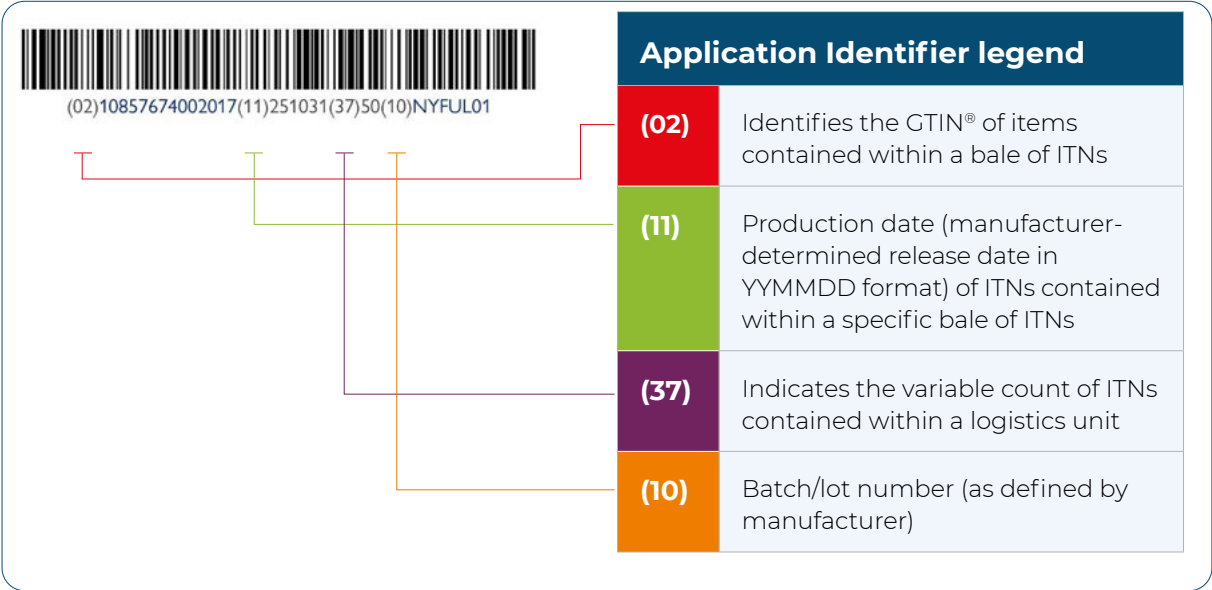 (02)10857674002017(11)251031(37)50(10)NYFUL01
Application Identifier legend
(02)
Identifies the GTIN® of items
contained within a bale of ITNs
(11)
Production date (manufacturer-
determined release date in
YYMMDD format) of ITNs contained
within a specific bale of ITNs
(37)
Indicates the variable count of ITNs
contained within a logistics unit
(10)
Batch/lot number (as defined by
manufacturer)